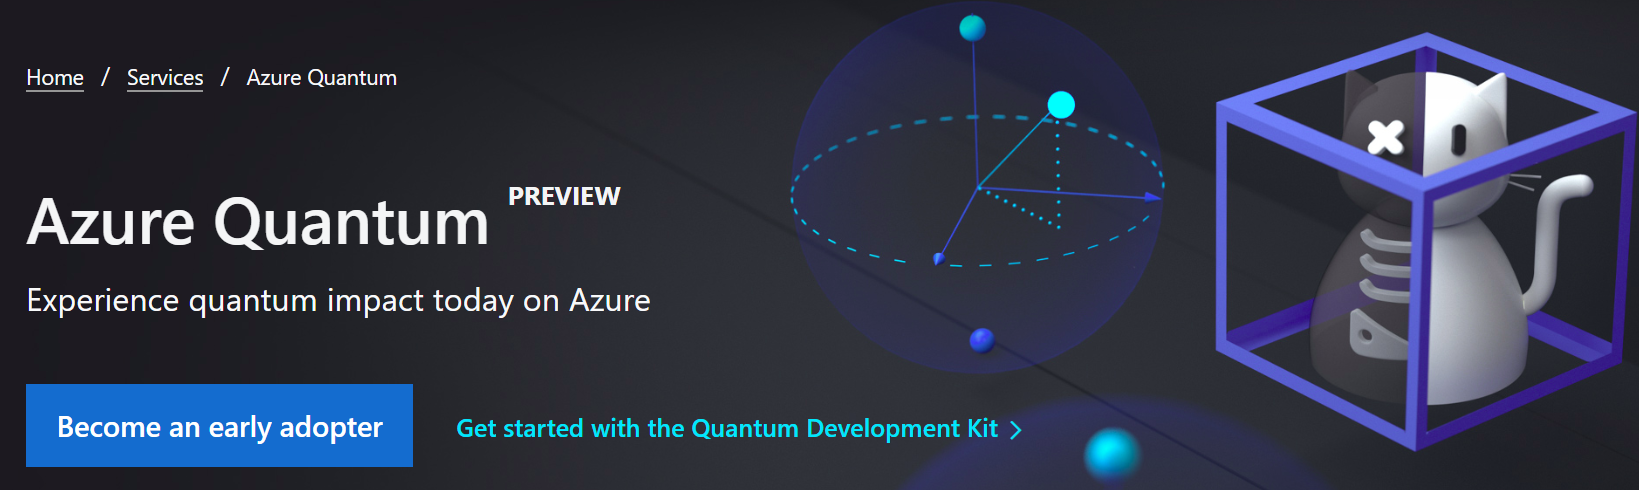 Home / Services / Azure Quantum
Azure Quantum PREVIEW
Experience quantum impact today on Azure
Become an early adopter
Get started with the Quantum Development Kit >